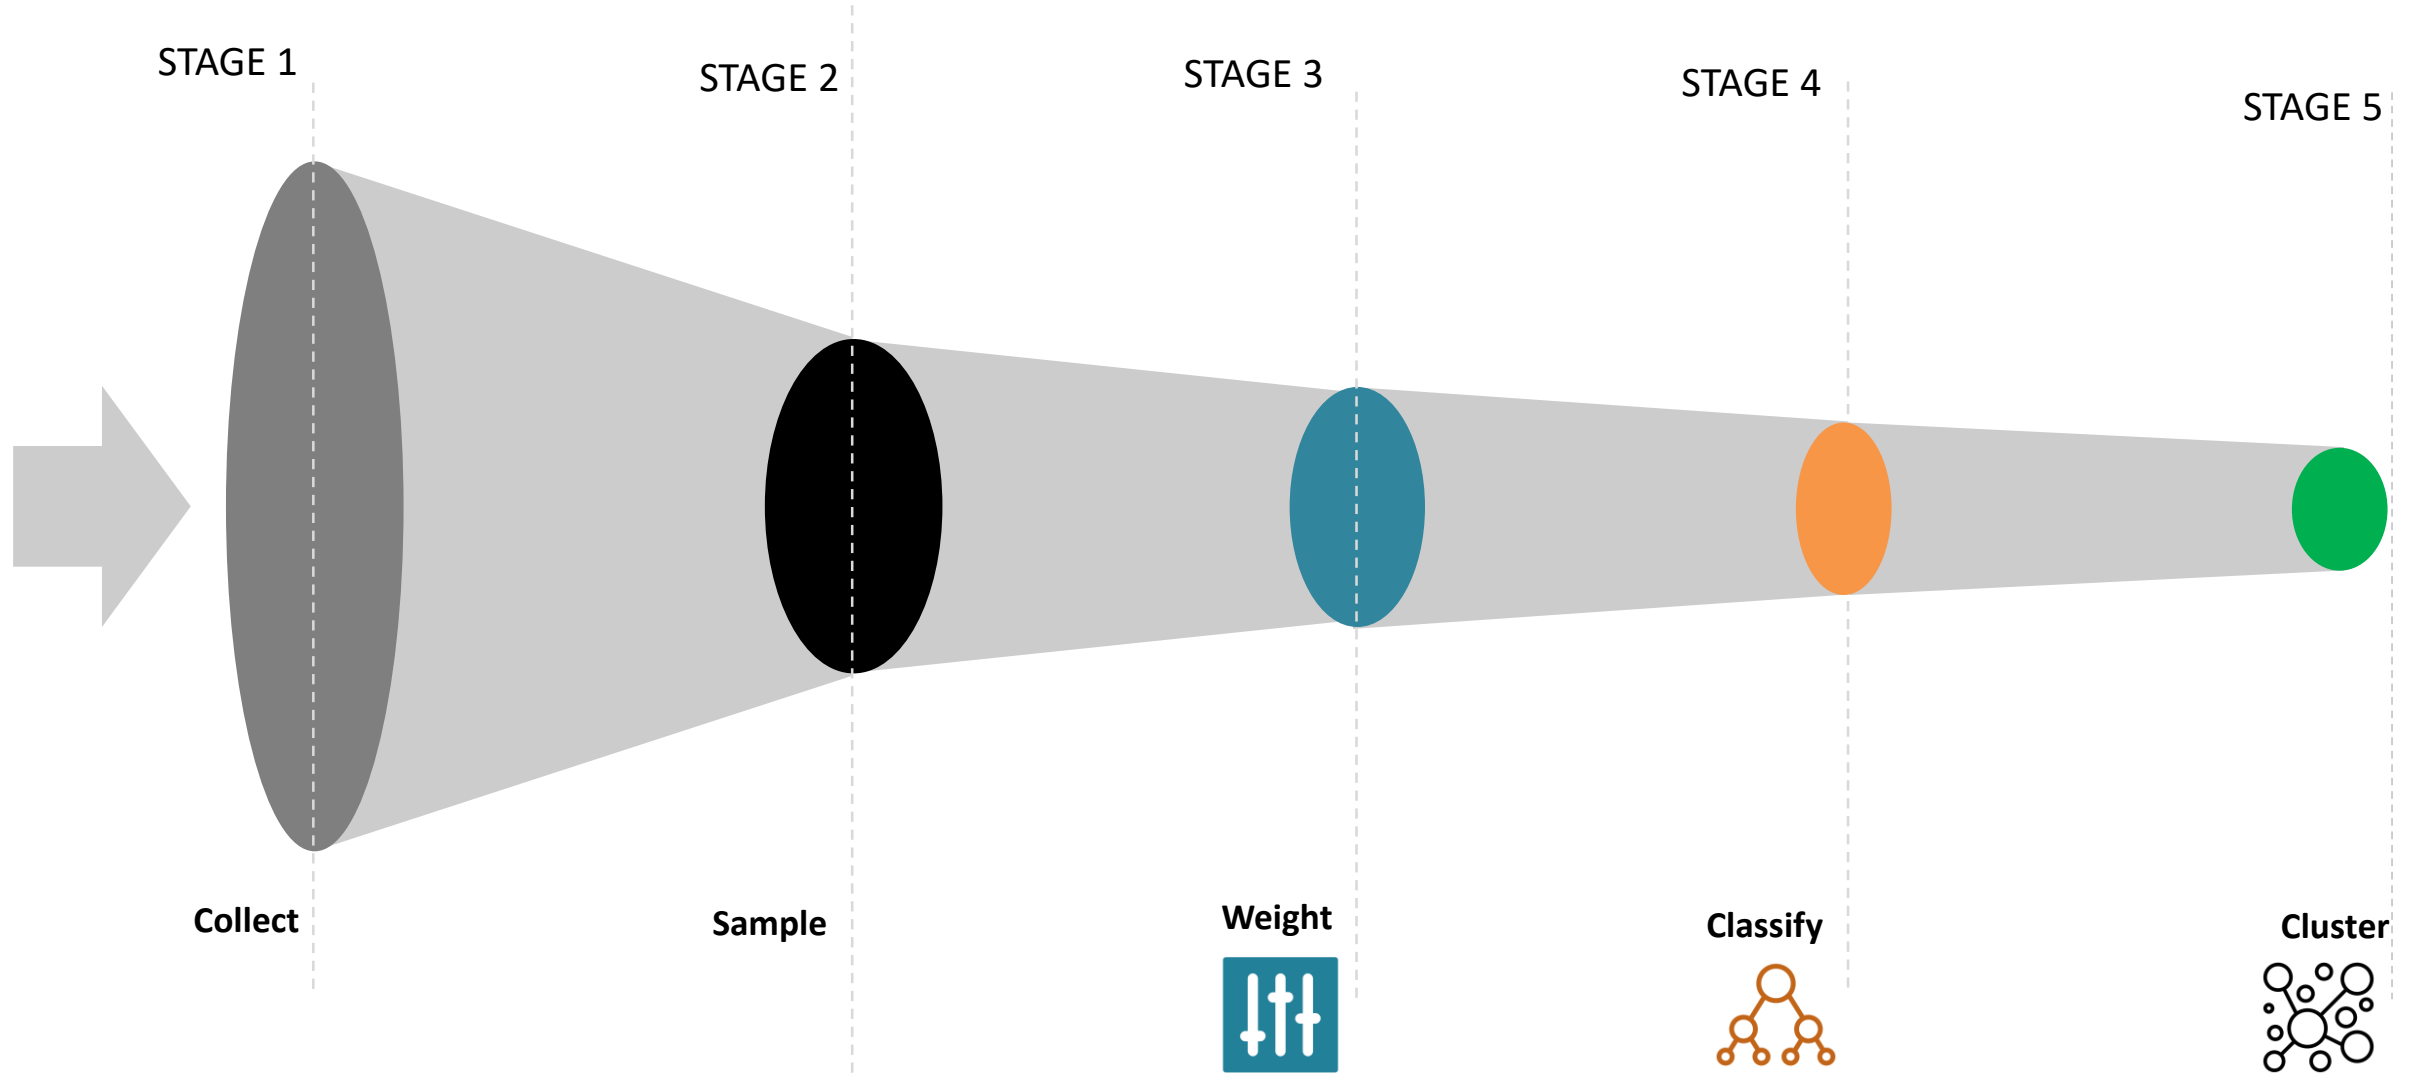 STAGE 1
STAGE 2
STAGE 3
STAGE 4
STAGE 5
Collect
Sample
Weight
Classify
Cluster